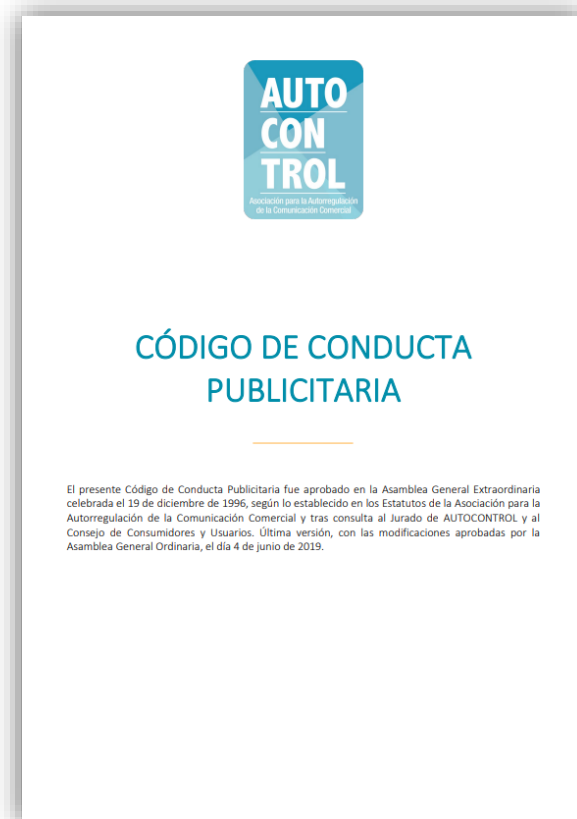 AUTO
CON
TROL
Asociación para la Autorregulación
de la Comunicación Comercial
CÓDIGO DE CONDUCTA
PUBLICITARIA
El presente Código de Conducta Publicitaria fue aprobado en la Asamblea General Extraordinaria
celebrada el 19 de diciembre de 1996, según lo establecido en los Estatutos de la Asociación para la
Autorregulación de la Comunicación Comercial y tras consulta al Jurado de AUTOCONTROL y al
Consejo de Consumidores y Usuarios. Última versión, con las modificaciones aprobadas por la
Asamblea General Ordinaria, el día 4 de junio de 2019.